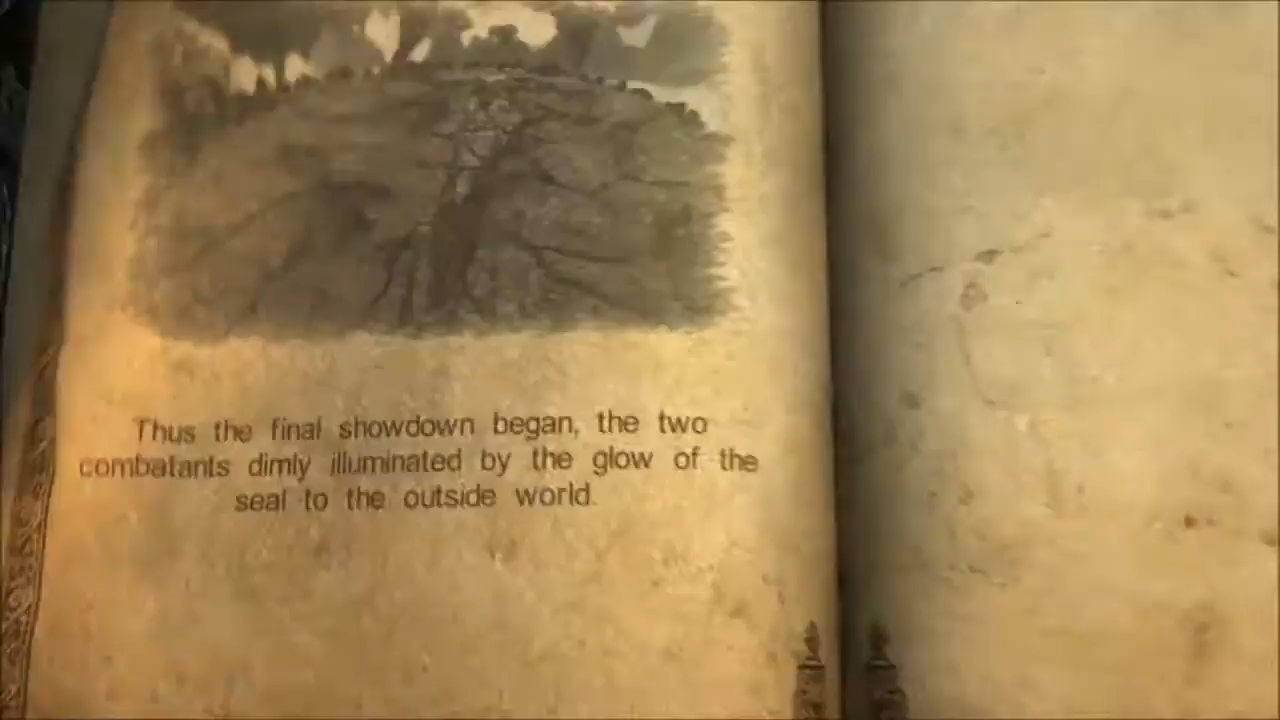 Thus the final showdown began, the two
combatants dimly illuminated by the glow of the
seal to the outside world.